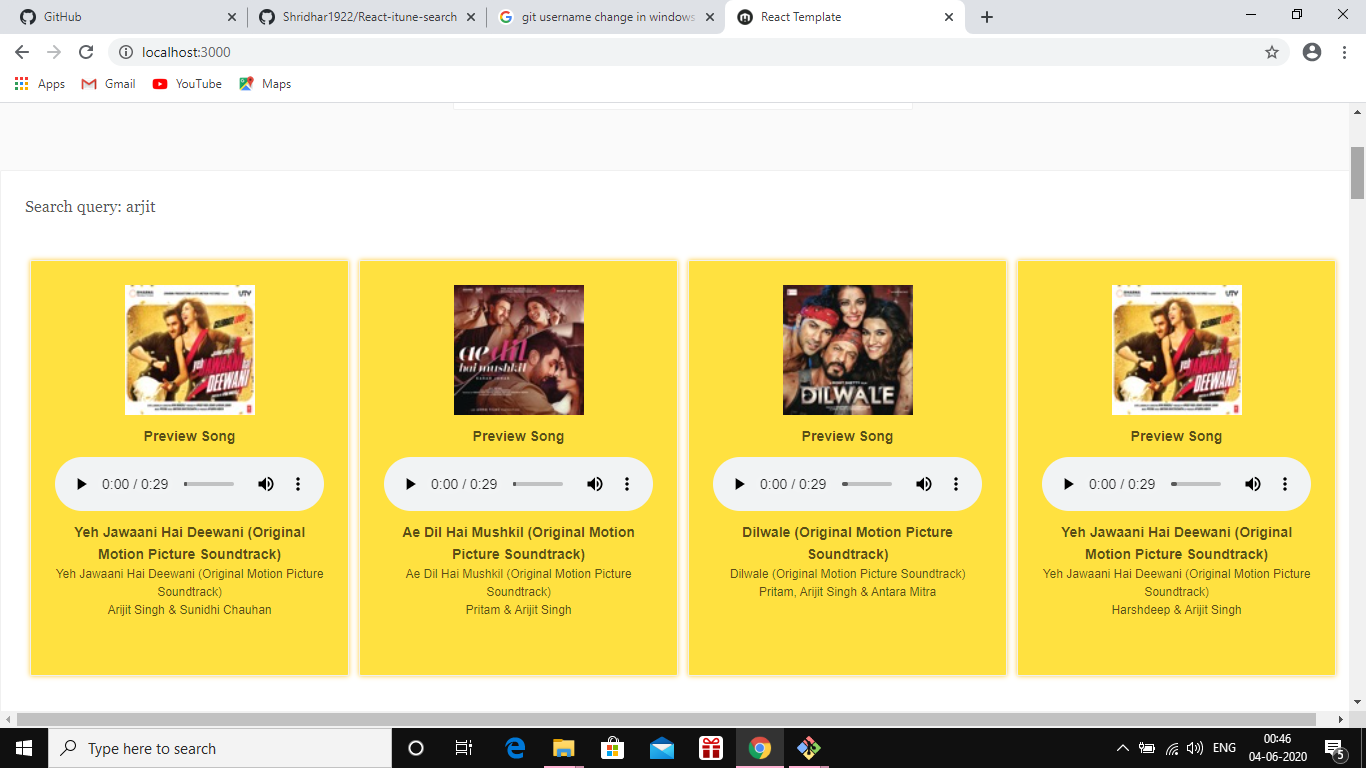 GitHub
Shridhar1922/React-itune-search
git username change in windows
React Template
localhost:3000
Apps
Gmail
YouTube
Maps
Search query: arjit
UTV
YEH JAWAANI HAI DEEWANI
ae dil hai mushkil
DILWALE
UTV
YEH JAWAANI HAI DEEWANI
Preview Song
Preview Song
Preview Song
Preview Song
0:00 / 0:29
0:00 / 0:29
0:00 / 0:29
0:00 / 0:29
Yeh Jawaani Hai Deewani (Original
Motion Picture Soundtrack)
Yeh Jawaani Hai Deewani (Original Motion Picture
Soundtrack)
Arijit Singh & Sunidhi Chauhan
Ae Dil Hai Mushkil (Original Motion
Picture Soundtrack)
Ae Dil Hai Mushkil (Original Motion Picture
Soundtrack)
Pritam & Arijit Singh
Dilwale (Original Motion Picture
Soundtrack)
Dilwale (Original Motion Picture Soundtrack)
Pritam, Arijit Singh & Antara Mitra
Yeh Jawaani Hai Deewani (Original
Motion Picture Soundtrack)
Yeh Jawaani Hai Deewani (Original Motion Picture
Soundtrack)
Harshdeep & Arijit Singh
Type here to search
ENG
00:46
04-06-2020
5